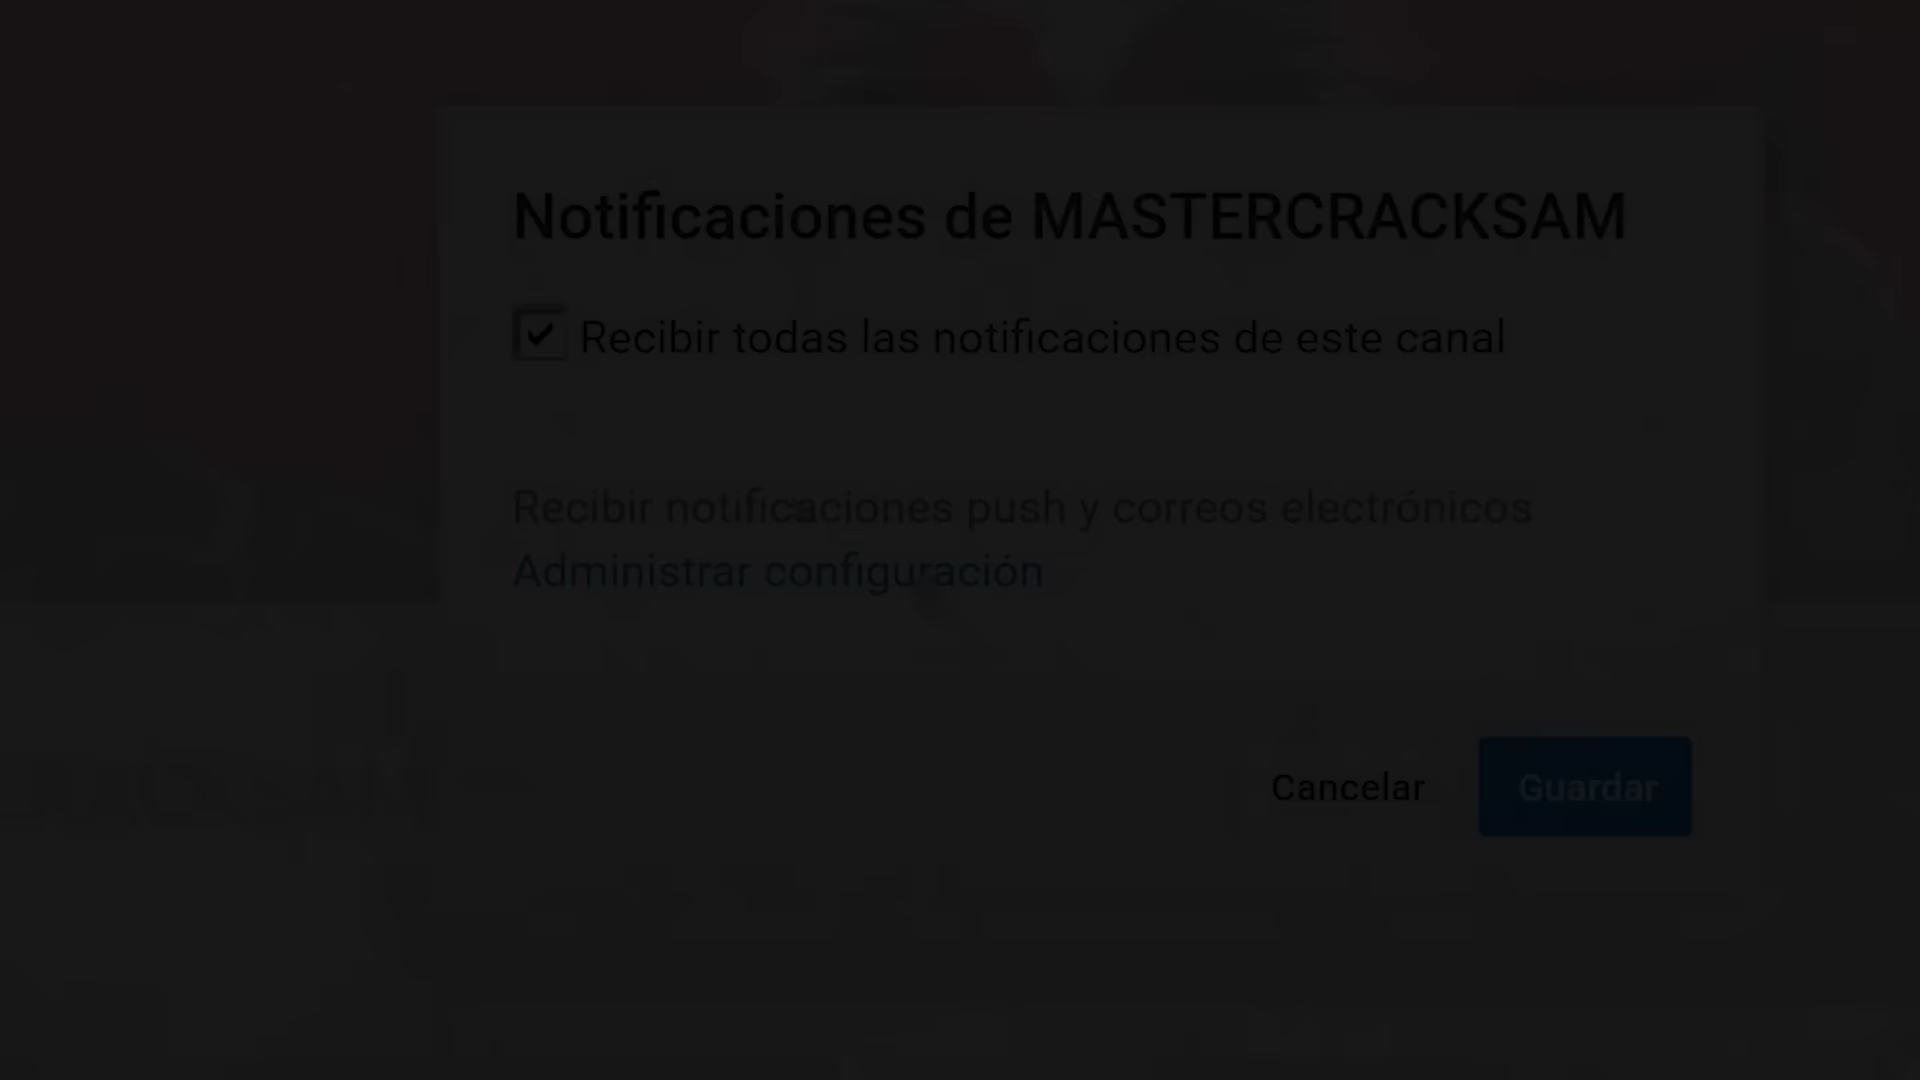 Notificaciones de MASTERCRACKSAM
Recibir todas las notificaciones de este canal
Recibir notificaciones push y correos electrónicos
Administrar configuración
Cancelar
Guardar